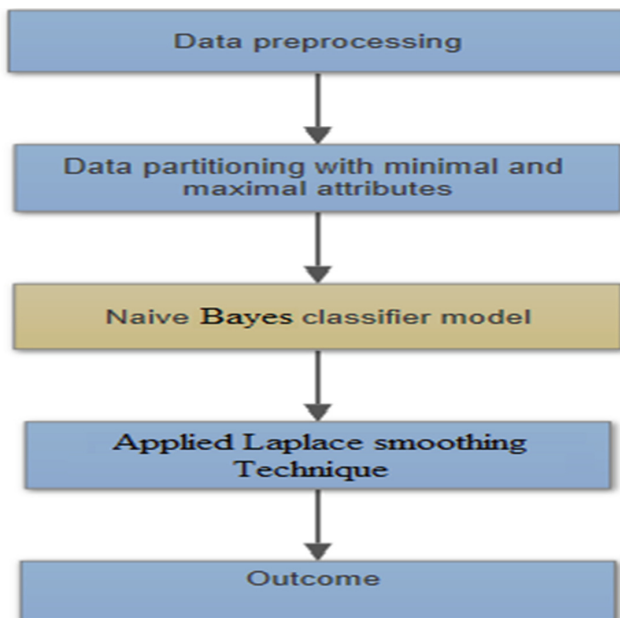 Data preprocessing
Data partitioning with minimal and
maximal attributes
Naive Bayes classifier model
Applied Laplace smoothing
Technique
Outcome